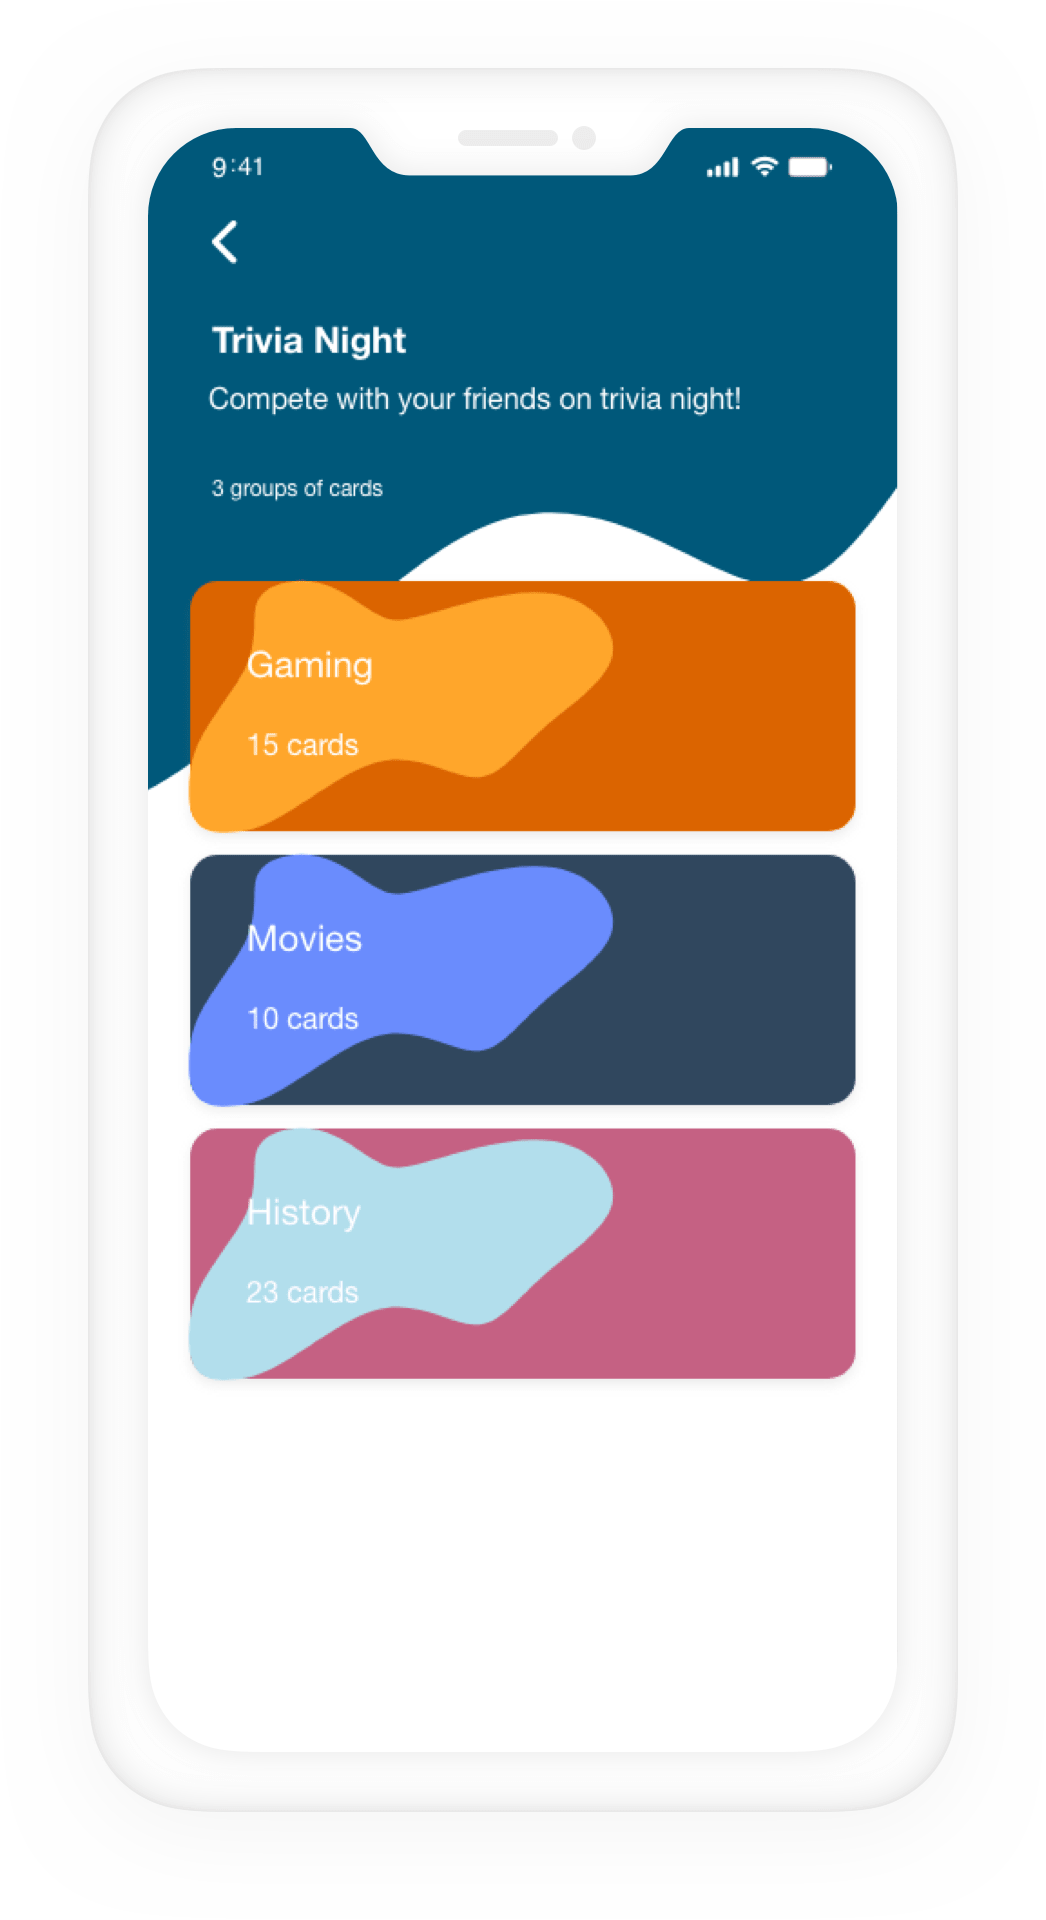 9:41
Trivia Night
Compete with your friends on trivia night!
3 groups of cards
Gaming
15 cards
Movies
10 cards
History
23 cards